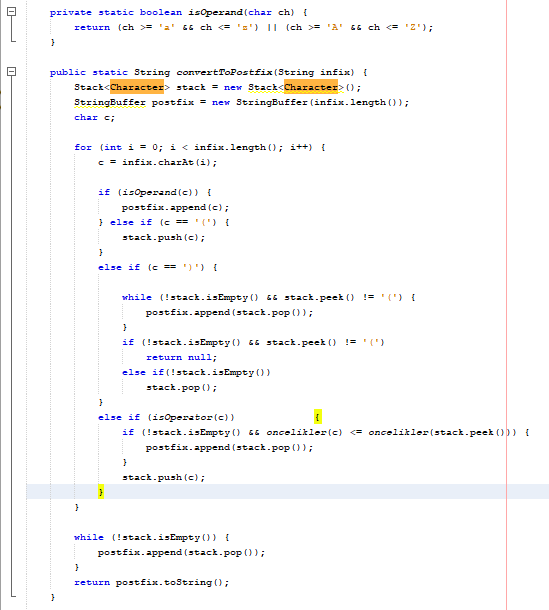 private static boolean isOperand(char ch) {
return (ch >= 'a' && ch <= 'z') || (ch >= 'A' && ch <= 'Z');
}
public static String convertToPostfix(String infix) {
Stack<Character> stack = new Stack<Character>();
StringBuffer postfix = new StringBuffer(infix.length());
char c;
for (int i = 0; i < infix.length(); i++) {
c = infix.charAt(i);
if (isOperand(c)) {
postfix.append(c);
} else if (c == '(') {
stack.push(c);
}
else if (c == ')') {
while (!stack.isEmpty() && stack.peek() != '(') {
postfix.append(stack.pop());
}
if (!stack.isEmpty() && stack.peek() != '(')
return null;
else if(!stack.isEmpty())
stack.pop();
}
else if (isOperator(c)) {
if (!stack.isEmpty() && oncelikler(c) <= oncelikler(stack.peek())) {
postfix.append(stack.pop());
}
stack.push(c);
}
}
while (!stack.isEmpty()) {
postfix.append(stack.pop());
}
return postfix.toString();
}